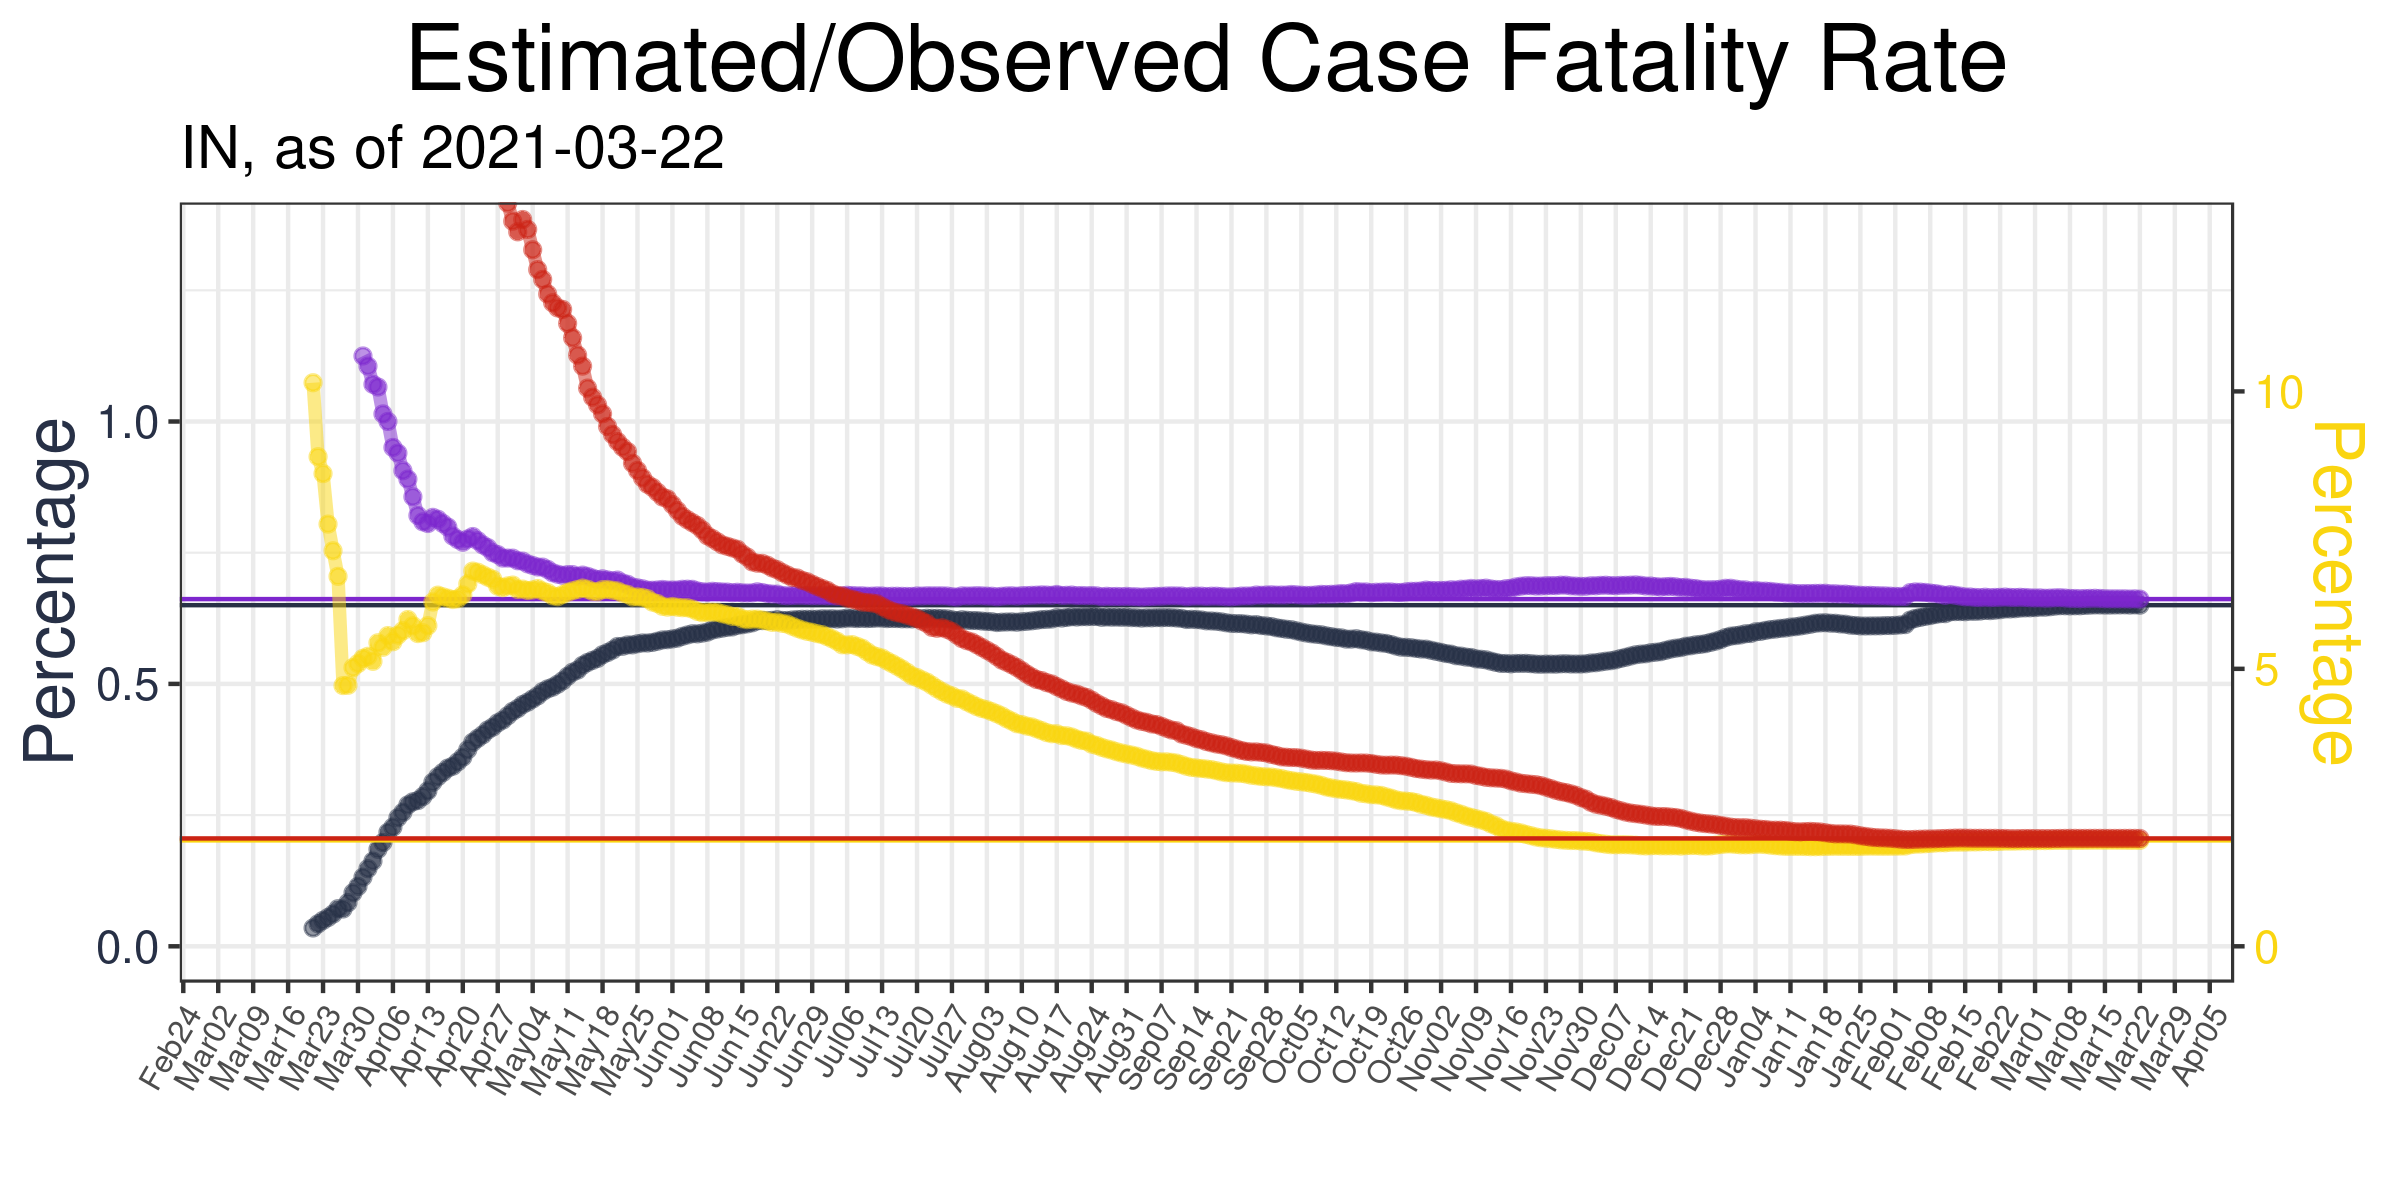 Estimated/Observed Case Fatality Rate
IN, as of 2021-03-22
Percentage
1.0
0.5
0.0
10
5
0
Percentage
Feb24
Mar02
Mar09
Mar16
Mar23
Mar30
Apr06
Apr13
Apr20
Apr27
May04
May11
May18
May25
Jun01
Jun08
Jun15
Jun22
Jun29
Jul06
Jul13
Jul20
Jul27
Aug03
Aug10
Aug17
Aug24
Aug31
Sep07
Sep14
Sep21
Sep28
Oct05
Oct12
Oct19
Oct26
Nov02
Nov09
Nov16
Nov23
Nov30
Dec07
Dec14
Dec21
Dec28
Jan04
Jan11
Jan18
Jan25
Feb01
Feb08
Feb15
Feb22
Mar01
Mar08
Mar15
Mar22
Mar29
Apr05